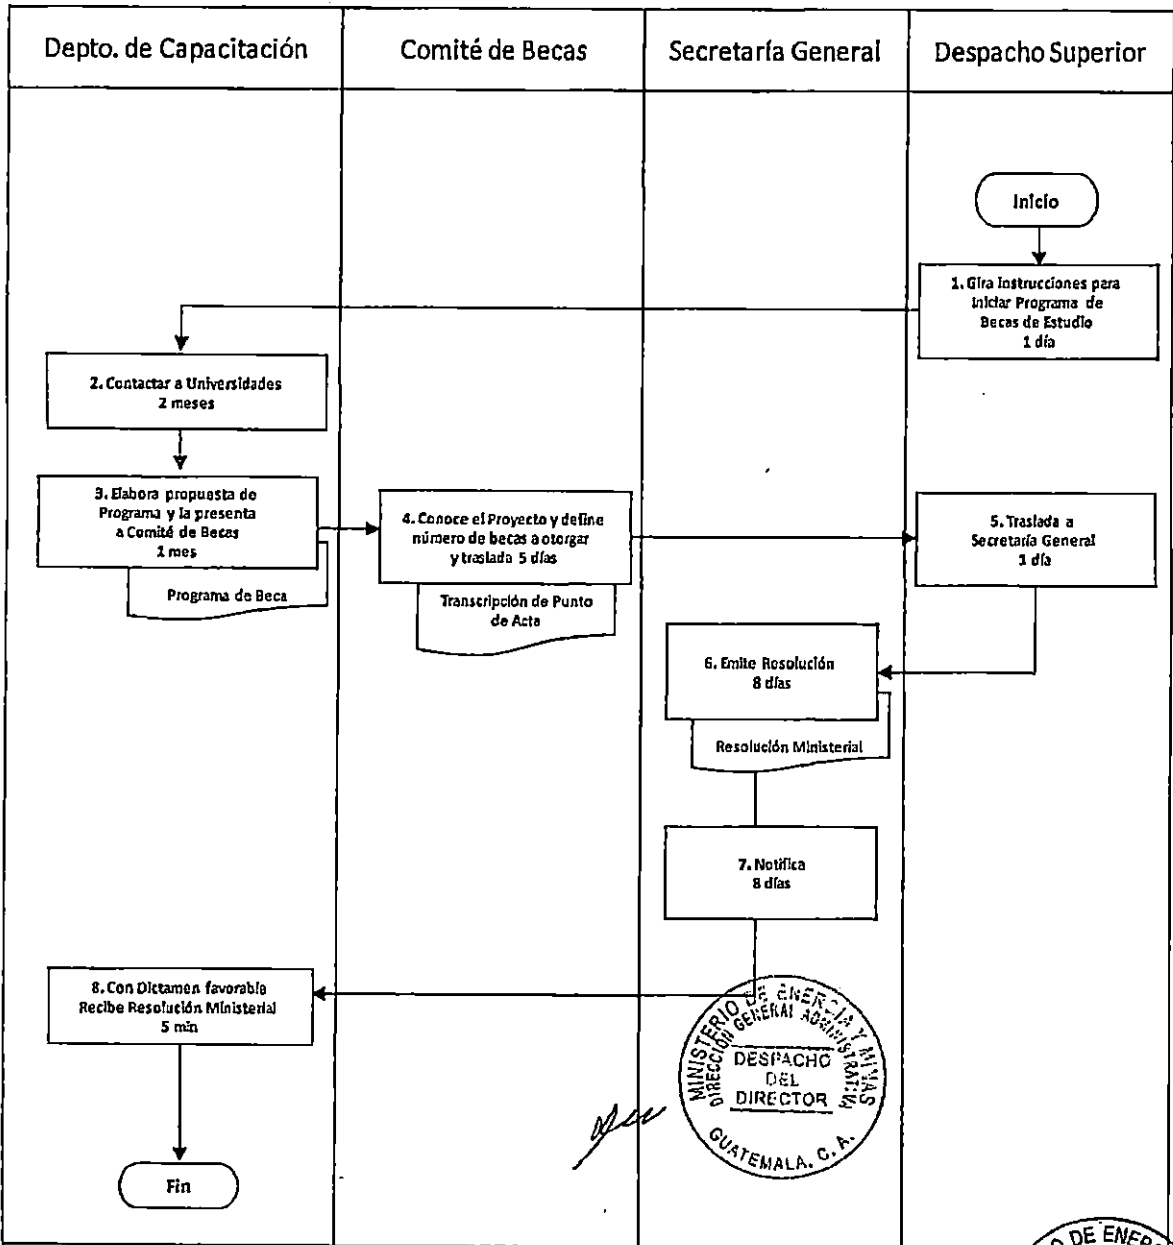 Depto. de Capacitación
Comité de Becas
Secretaría General
Despacho Superior
Inicio
1. Gira Instrucciones para
Iniciar Programa de
Becas de Estudio
1 día
2. Contactar a Universidades
2 meses
3. Elabora propuesta de
Programa y la presenta
a Comité de Becas
1 mes
Programa de Beca
4. Conoce el Proyecto y define
número de becas a otorgar
y traslada 5 días
Transcripción de Punto
de Acta
5. Traslada a
Secretaría General
1 día
6. Emite Resolución
8 días
Resolución Ministerial
7. Notifica
8 días
8. Con Dictamen favorable
Recibe Resolución Ministerial
5 min
Fin
MINISTERIO DE ENERGIA Y MINAS
DIRECCIÓN GENERAL ADMINISTRATIVA
DESPACHO
DEL
DIRECTOR
GUATEMALA, C. A.
O DE ENER